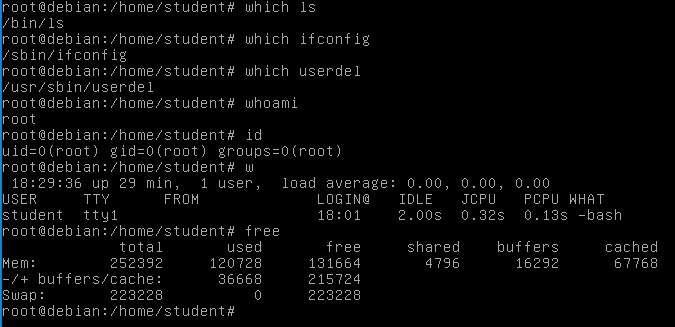 root@debian:/home/student# which ls
/bin/ls
root@debian:/home/student# which ifconfig
/sbin/ifconfig
root@debian:/home/student# which userdel
/usr/sbin/userdel
root@debian:/home/student# whoami
root
root@debian:/home/student# id
uid=0(root) gid=0(root) groups=0(root)
root@debian:/home/student# w
 18:29:36 up 29 min,  1 user,  load average: 0.00, 0.00, 0.00
USER     TTY      FROM             LOGIN@   IDLE   JCPU   PCPU WHAT
student  tty1                      18:01    2.00s  0.32s  0.13s -bash
root@debian:/home/student# free
             total       used       free     shared    buffers     cached
Mem:        252392     120728     131664       4796      16292      67768
-/+ buffers/cache:      36668     215724
Swap:       223228          0     223228
root@debian:/home/student#